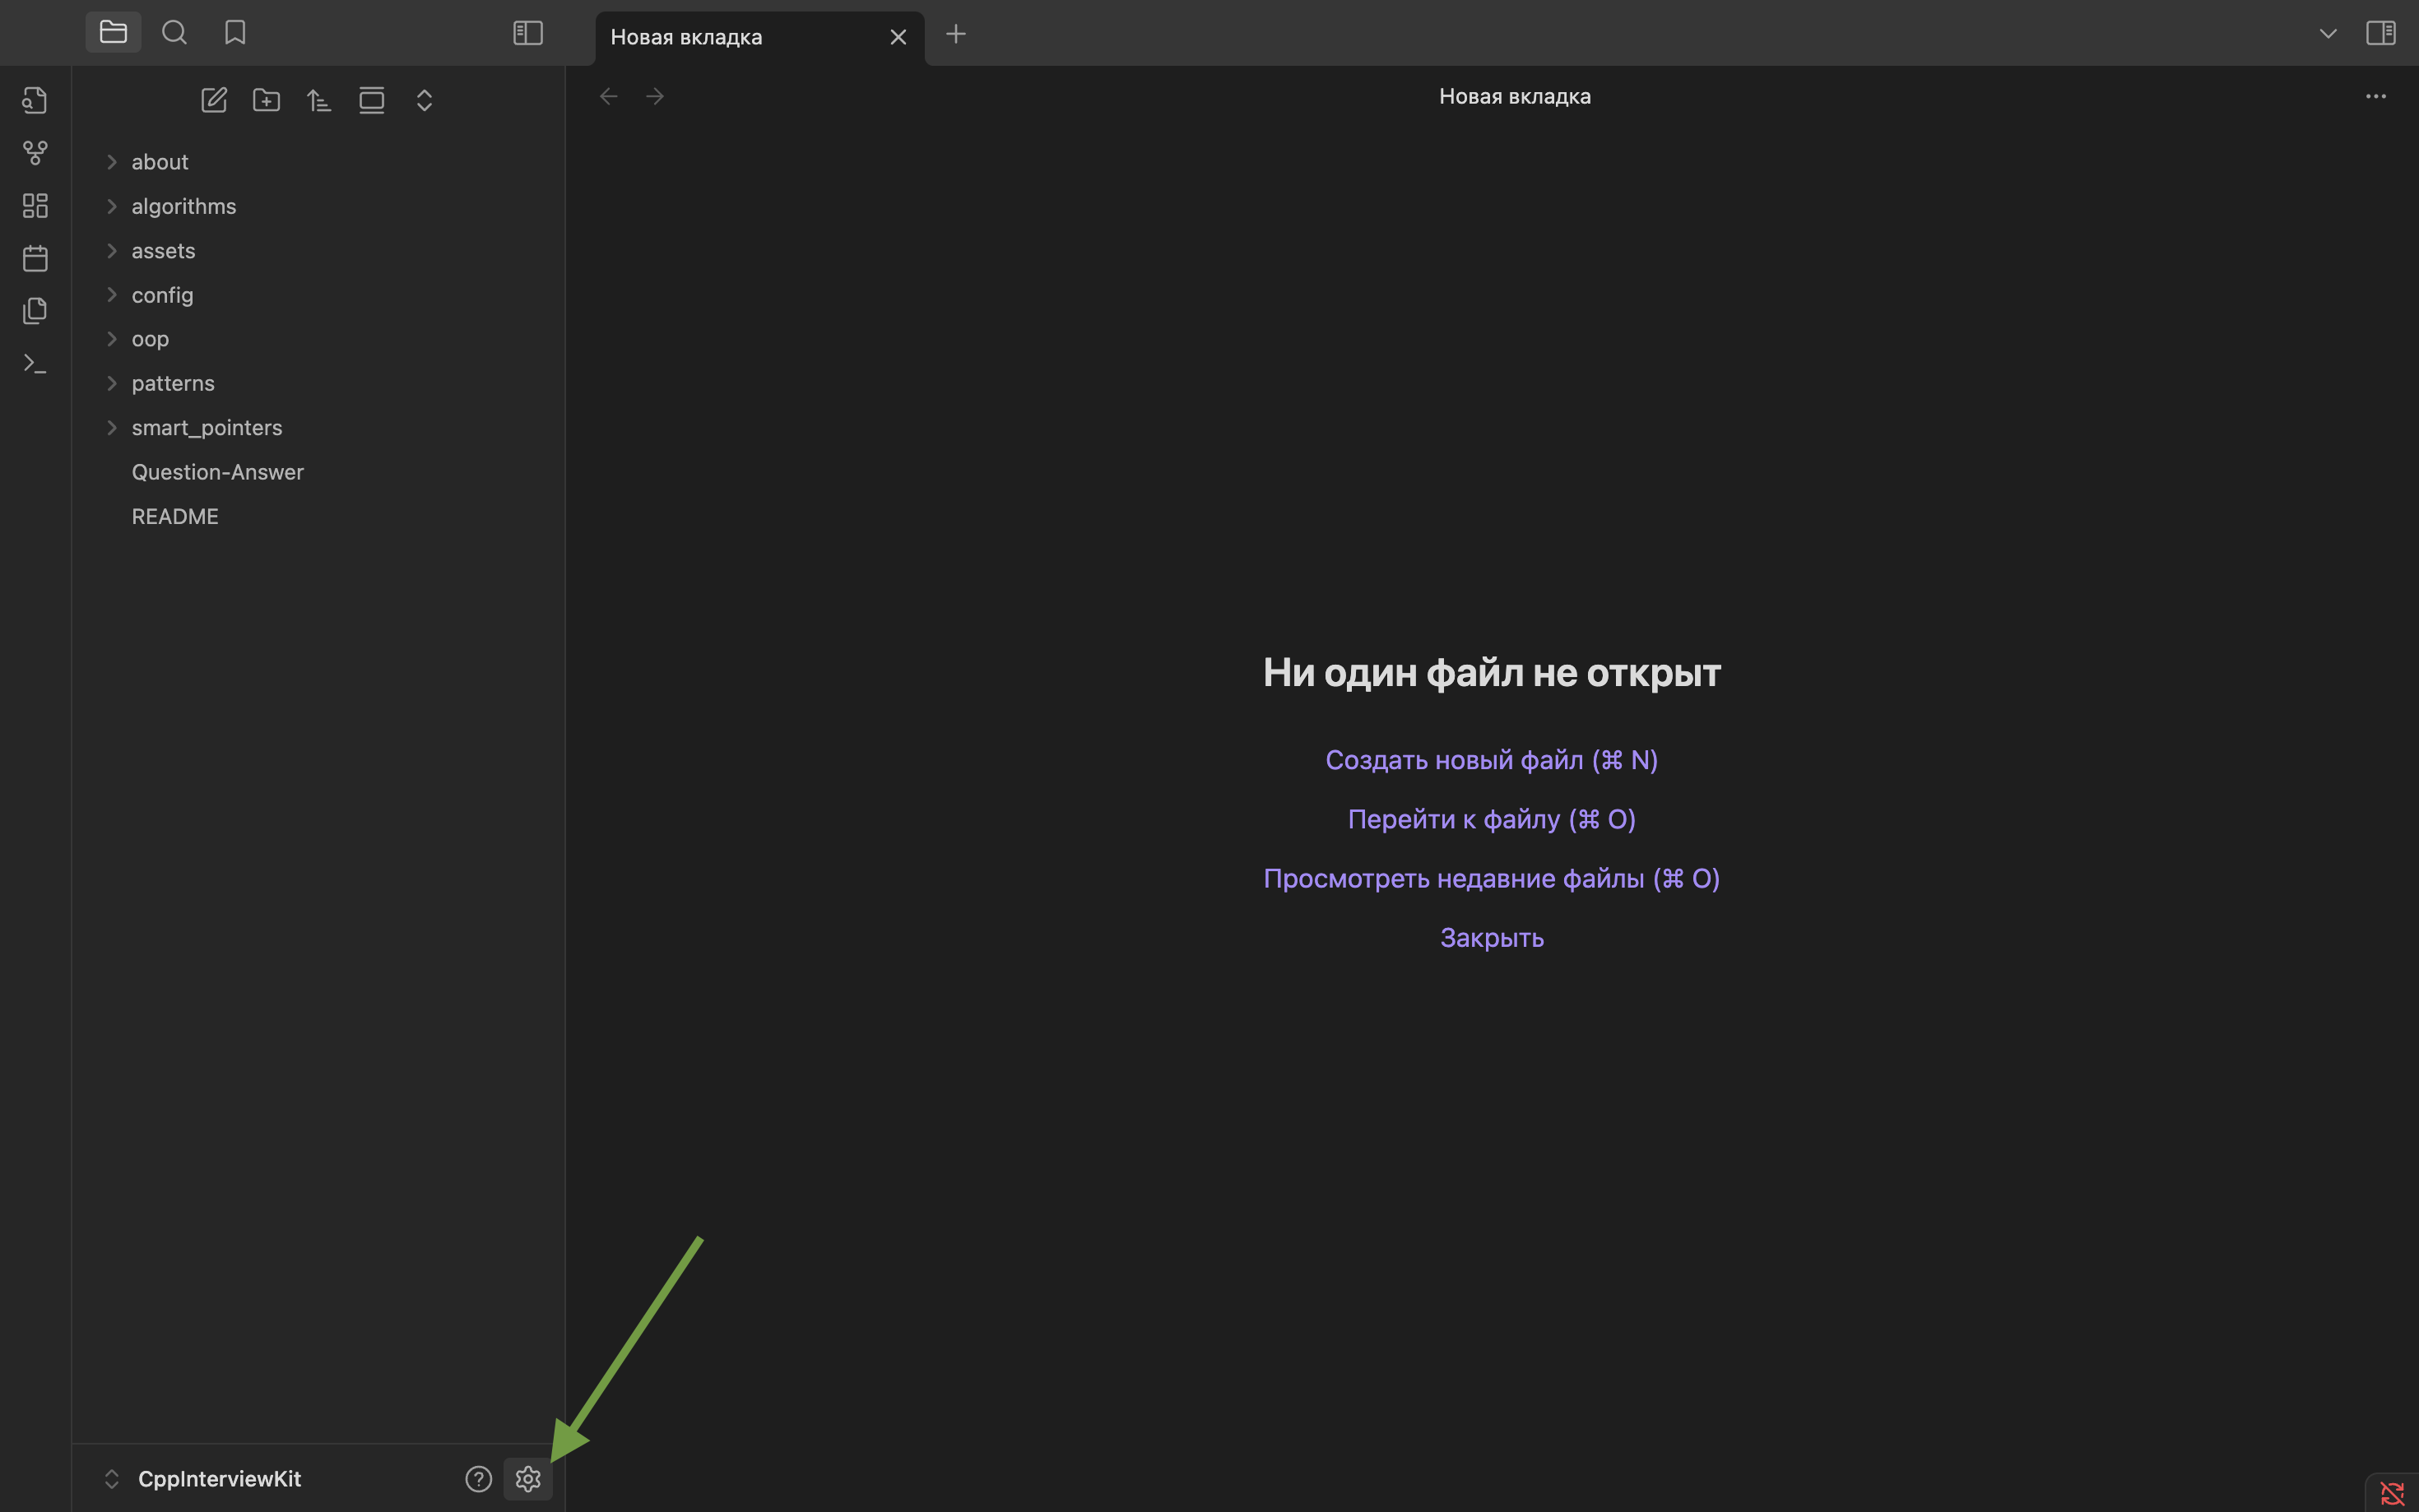 Новая вкладка
Новая вкладка
about
algorithms
assets
config
oop
patterns
smart_pointers
Question-Answer
README
Ни один файл не открыт
Создать новый файл (⌘ N)
Перейти к файлу (⌘ O)
Просмотреть недавние файлы (⌘ O)
Закрыть
CppInterviewKit